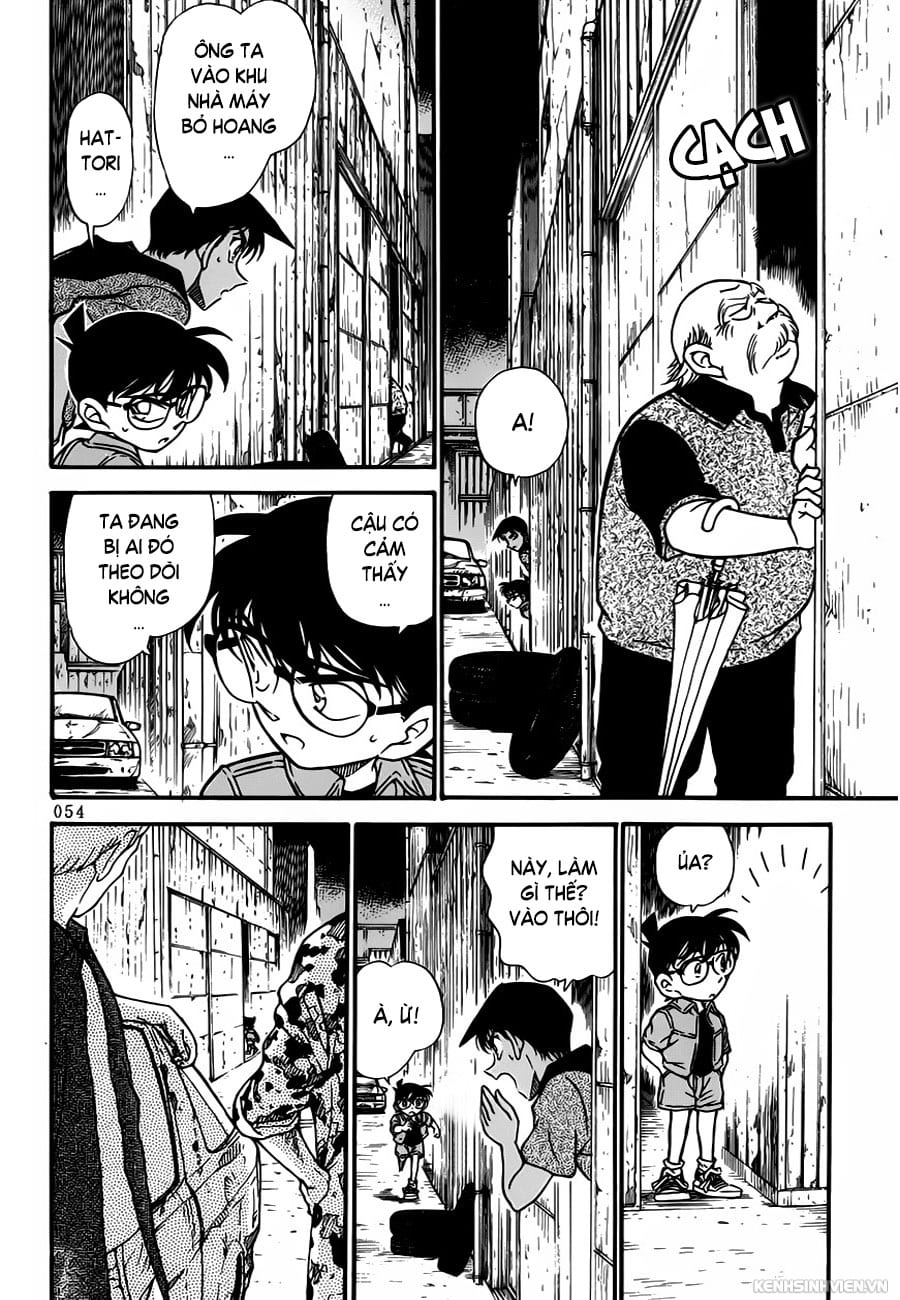 CẠCH
A!
ÔNG TA
VÀO KHU
NHÀ MÁY
BỎ HOANG
...
HAT-
TORI
...
CẬU CÓ
CẢM
THẤY
...
TA ĐANG
BỊ AI ĐÓ
THEO DÕI
KHÔNG
...
054
ỦA?
NÀY, LÀM
GÌ THẾ?
VÀO THÔI!
À, Ừ!
KENHSINHVIEN.VN